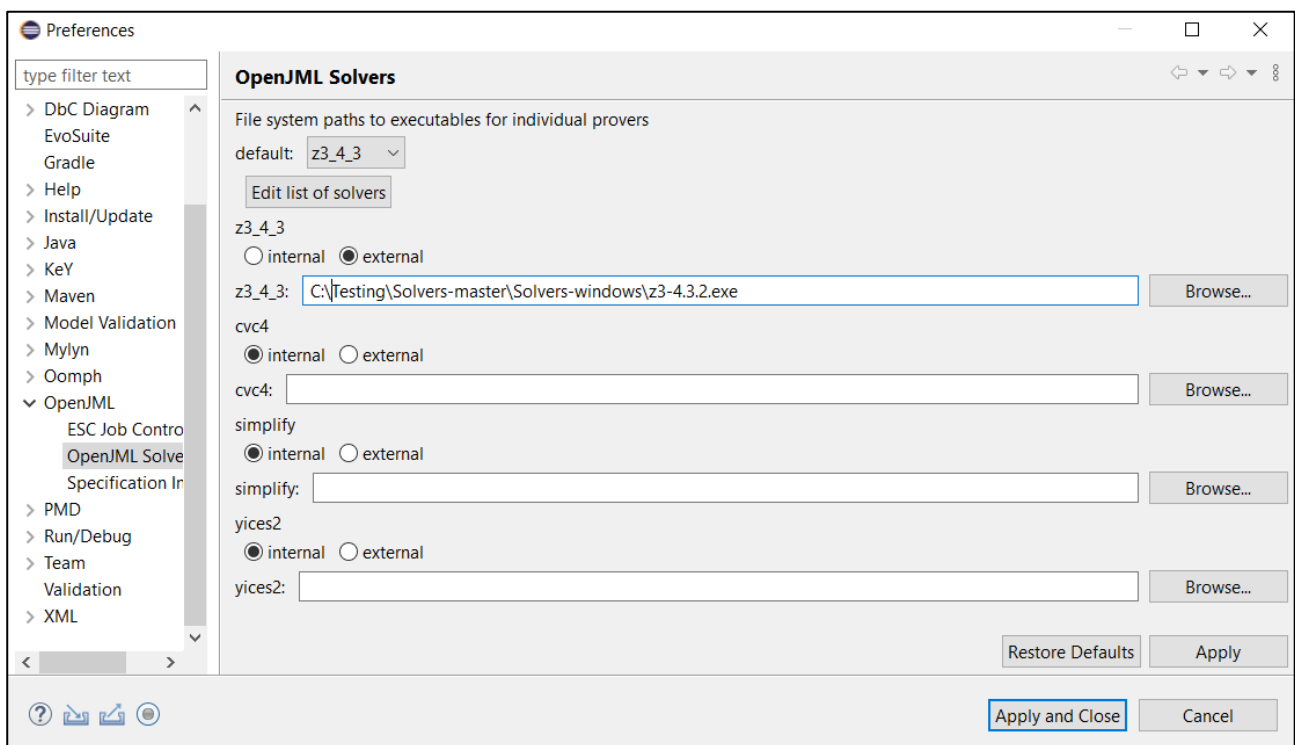 Preferences
type filter text
DbC Diagram
EvoSuite
Gradle
Help
Install/Update
Java
KeY
Maven
Model Validation
Mylyn
Oomph
OpenJML
ESC Job Contro
OpenJML Solve
Specification In
PMD
Run/Debug
Team
Validation
XML
OpenJML Solvers
File system paths to executables for individual provers
default: z3_4_3
Edit list of solvers
z3_4_3
internal external
z3_4_3: C:\Testing\Solvers-master\Solvers-windows\z3-4.3.2.exe Browse...
cvc4
internal external
cvc4: Browse...
simplify
internal external
simplify: Browse...
yices2
internal external
yices2: Browse...
Restore Defaults Apply
Apply and Close Cancel